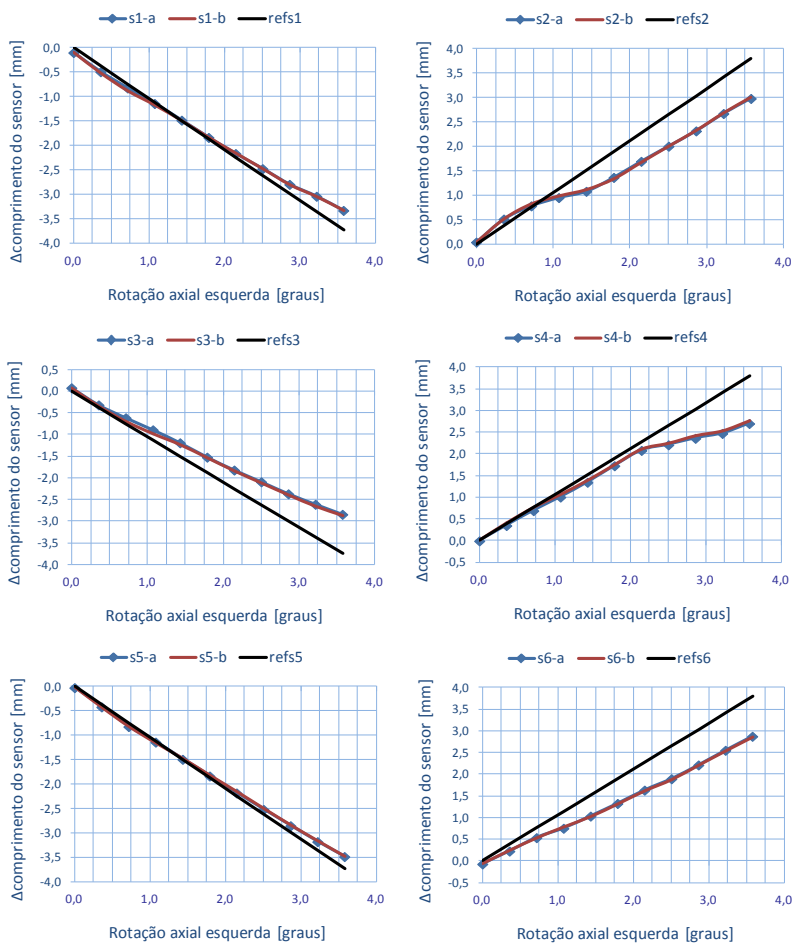 s1-a s1-b refs1
Δcomprimento do sensor [mm]
0,0
-0,5
-1,0
-1,5
-2,0
-2,5
-3,0
-3,5
-4,0
0,0 1,0 2,0 3,0 4,0
Rotação axial esquerda [graus]
s2-a s2-b refs2
Δcomprimento do sensor [mm]
4,0
3,5
3,0
2,5
2,0
1,5
1,0
0,5
0,0
0,0 1,0 2,0 3,0 4,0
Rotação axial esquerda [graus]
s3-a s3-b refs3
Δcomprimento do sensor [mm]
0,5
0,0
-0,5
-1,0
-1,5
-2,0
-2,5
-3,0
-3,5
-4,0
0,0 1,0 2,0 3,0 4,0
Rotação axial esquerda [graus]
s4-a s4-b refs4
Δcomprimento do sensor [mm]
4,0
3,5
3,0
2,5
2,0
1,5
1,0
0,5
0,0
-0,5
0,0 1,0 2,0 3,0 4,0
Rotação axial esquerda [graus]
s5-a s5-b refs5
Δcomprimento do sensor [mm]
0,0
-0,5
-1,0
-1,5
-2,0
-2,5
-3,0
-3,5
-4,0
0,0 1,0 2,0 3,0 4,0
Rotação axial esquerda [graus]
s6-a s6-b refs6
Δcomprimento do sensor [mm]
4,0
3,5
3,0
2,5
2,0
1,5
1,0
0,5
0,0
-0,5
0,0 1,0 2,0 3,0 4,0
Rotação axial esquerda [graus]